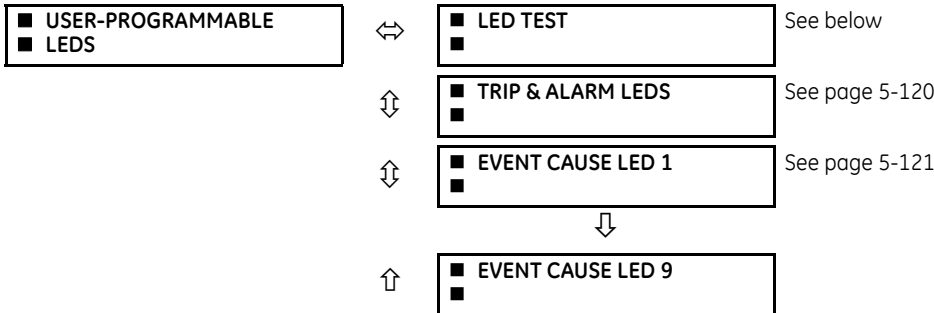 ■ USER-PROGRAMMABLE
■ LEDS
■ LED TEST
■
See below
■ TRIP & ALARM LEDS
■
See page 5-120
■ EVENT CAUSE LED 1
■
See page 5-121
■ EVENT CAUSE LED 9
■